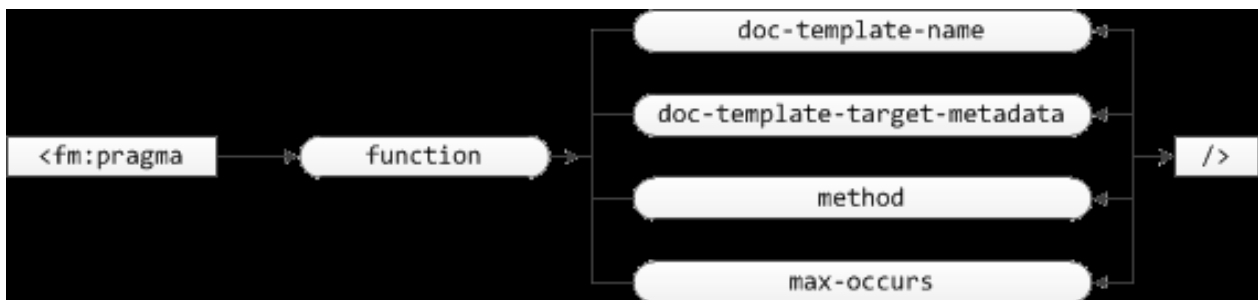 doc-template-name
doc-template-target-metadata
<fm:pragma
function
/>
method
max-occurs